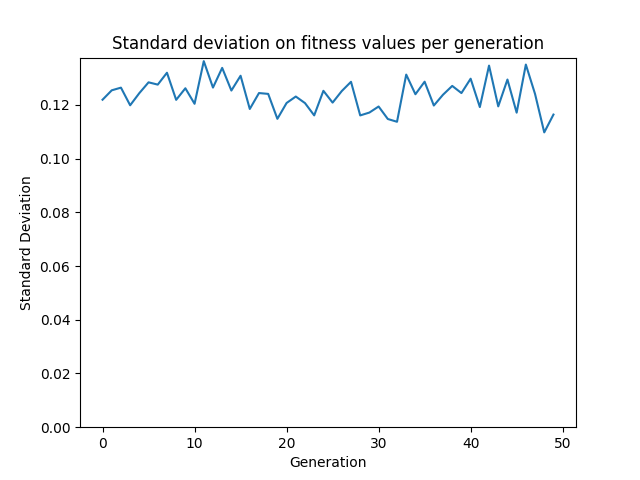 Standard deviation on fitness values per generation
Standard Deviation
0.12
0.10
0.08
0.06
0.04
0.02
0.00
0 10 20 30 40 50
Generation